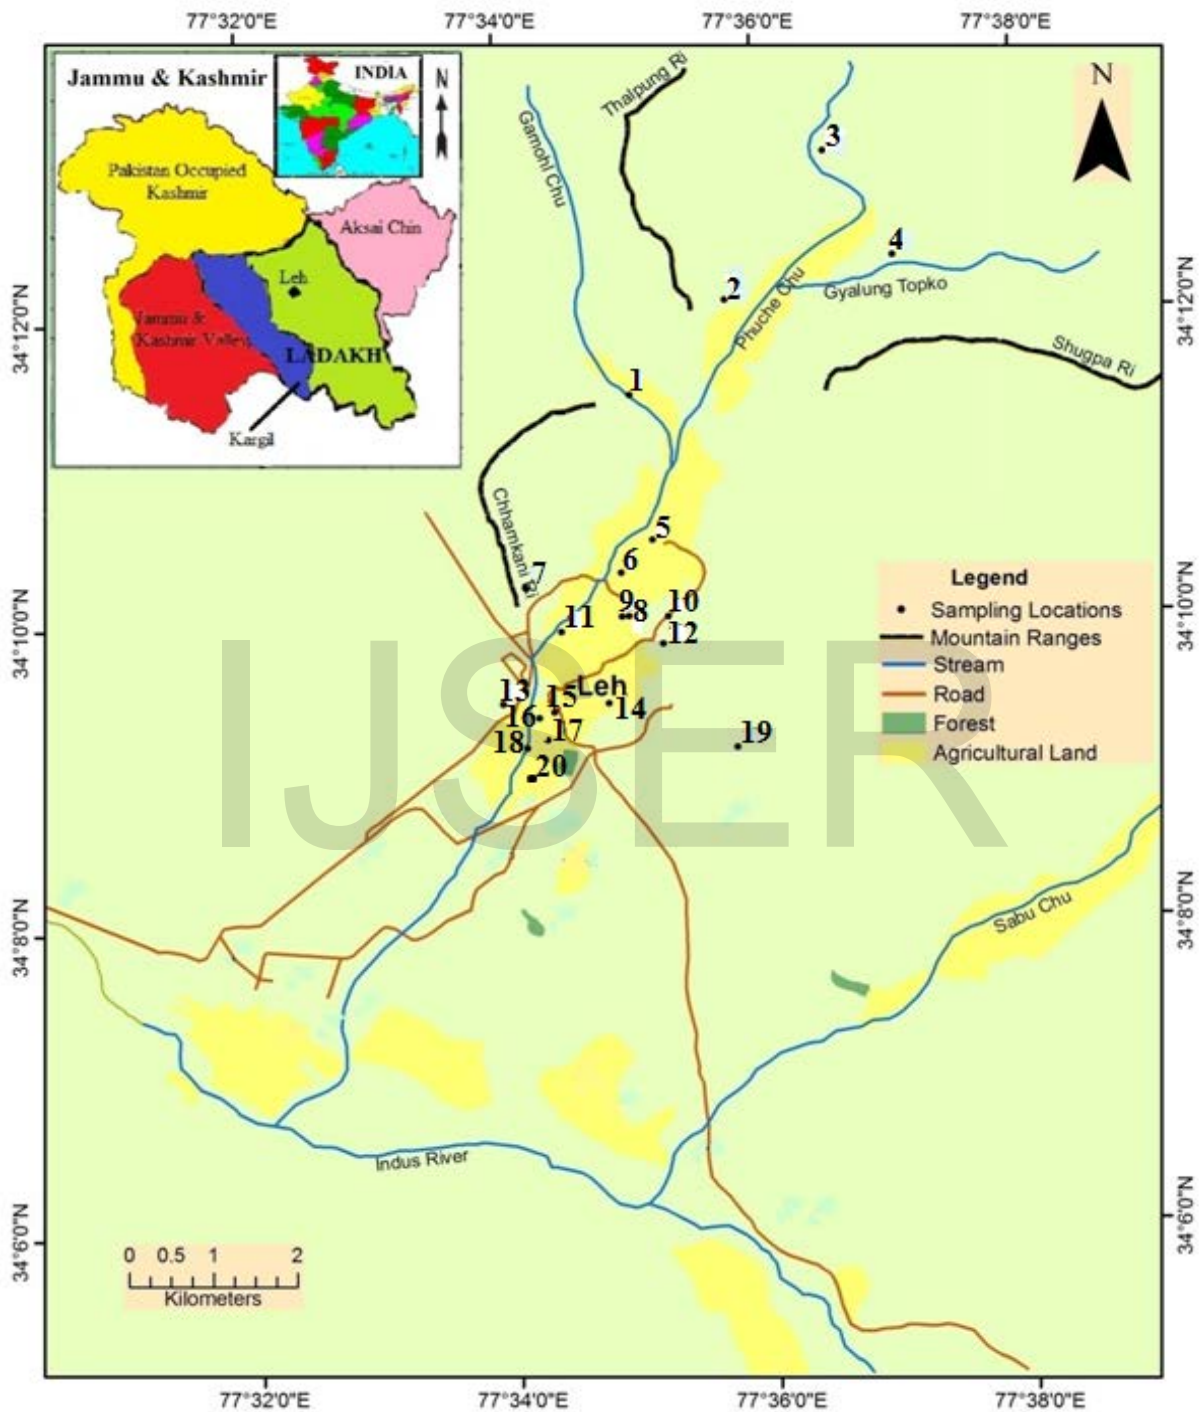 77°32'0"E
77°34'0"E
77°36'0"E
77°38'0"E
Jammu & Kashmir
INDIA
N
Pakistan Occupied
Kashmir
Aksai Chin
Leh
Jammu &
Kashmir Valley
LADAKH
Kargil
N
Thalpung Ri
Gamohl Chu
3
4
Gyalung Topko
2
Phuche Chu
34°12'0"N
34°12'0"N
Shugpa Ri
1
Chhamkani Ri
5
6
7
9
8
10
11
12
34°10'0"N
34°10'0"N
Legend
Sampling Locations
Mountain Ranges
Stream
Road
Forest
Agricultural Land
IJSER
Leh
13
15
14
16
17
18
19
20
Sabu Chu
34°8'0"N
34°8'0"N
Indus River
34°6'0"N
34°6'0"N
0 0.5 1 2
Kilometers
77°32'0"E
77°34'0"E
77°36'0"E
77°38'0"E